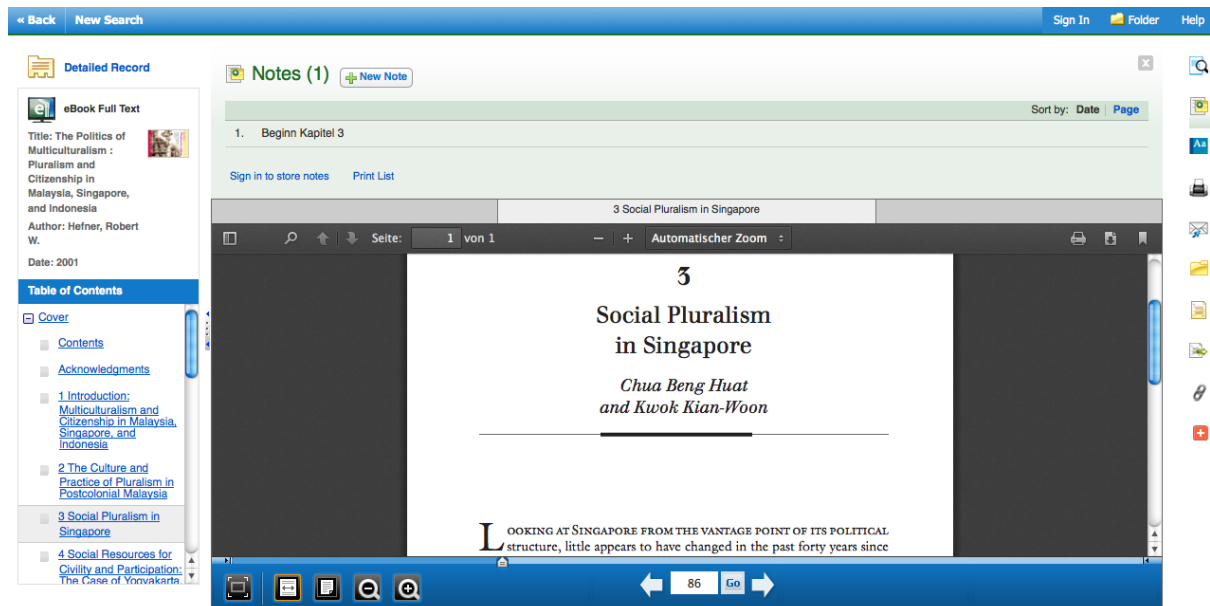 « Back New Search Sign In Folder Help
Detailed Record
eBook Full Text
Title: The Politics of
Multiculturalism :
Pluralism and
Citizenship in
Malaysia, Singapore,
and Indonesia
Author: Hefner, Robert
W.
Date: 2001
Table of Contents
Cover
Contents
Acknowledgments
1 Introduction:
Multiculturalism and
Citizenship in Malaysia,
Singapore, and
Indonesia
2 The Culture and
Practice of Pluralism in
Postcolonial Malaysia
3 Social Pluralism in
Singapore
4 Social Resources for
Civility and Participation:
The Case of Yogyakarta,
Notes (1) New Note
Sort by: Date Page
1. Beginn Kapitel 3
Sign in to store notes Print List
3 Social Pluralism in Singapore
Seite: 1 von 1 Automatischer Zoom
3
Social Pluralism
in Singapore
Chua Beng Huat
and Kwok Kian-Woon
LOOKING AT SINGAPORE FROM THE VANTAGE POINT OF ITS POLITICAL
structure, little appears to have changed in the past forty years since
86 Go
Aa